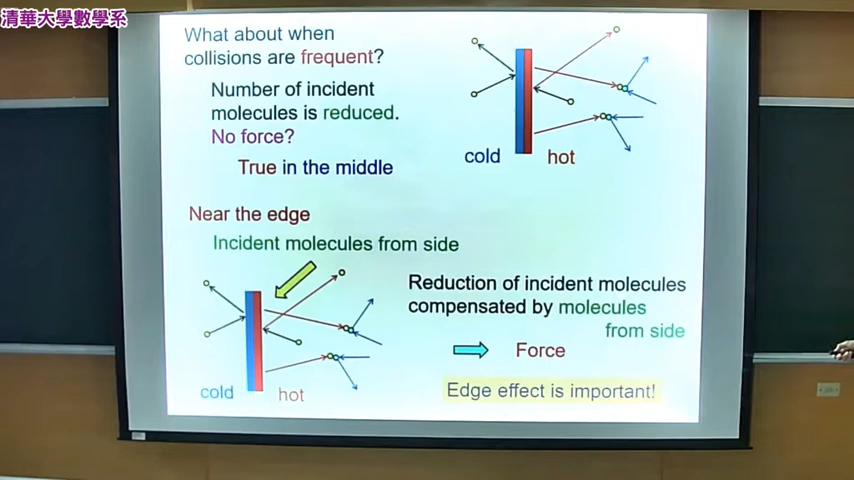 清華大學數學系
What about when
collisions are frequent?
Number of incident
molecules is reduced.
No force?
True in the middle
cold
hot
Near the edge
Incident molecules from side
Reduction of incident molecules
compensated by molecules
from side
Force
Edge effect is important!
cold
hot